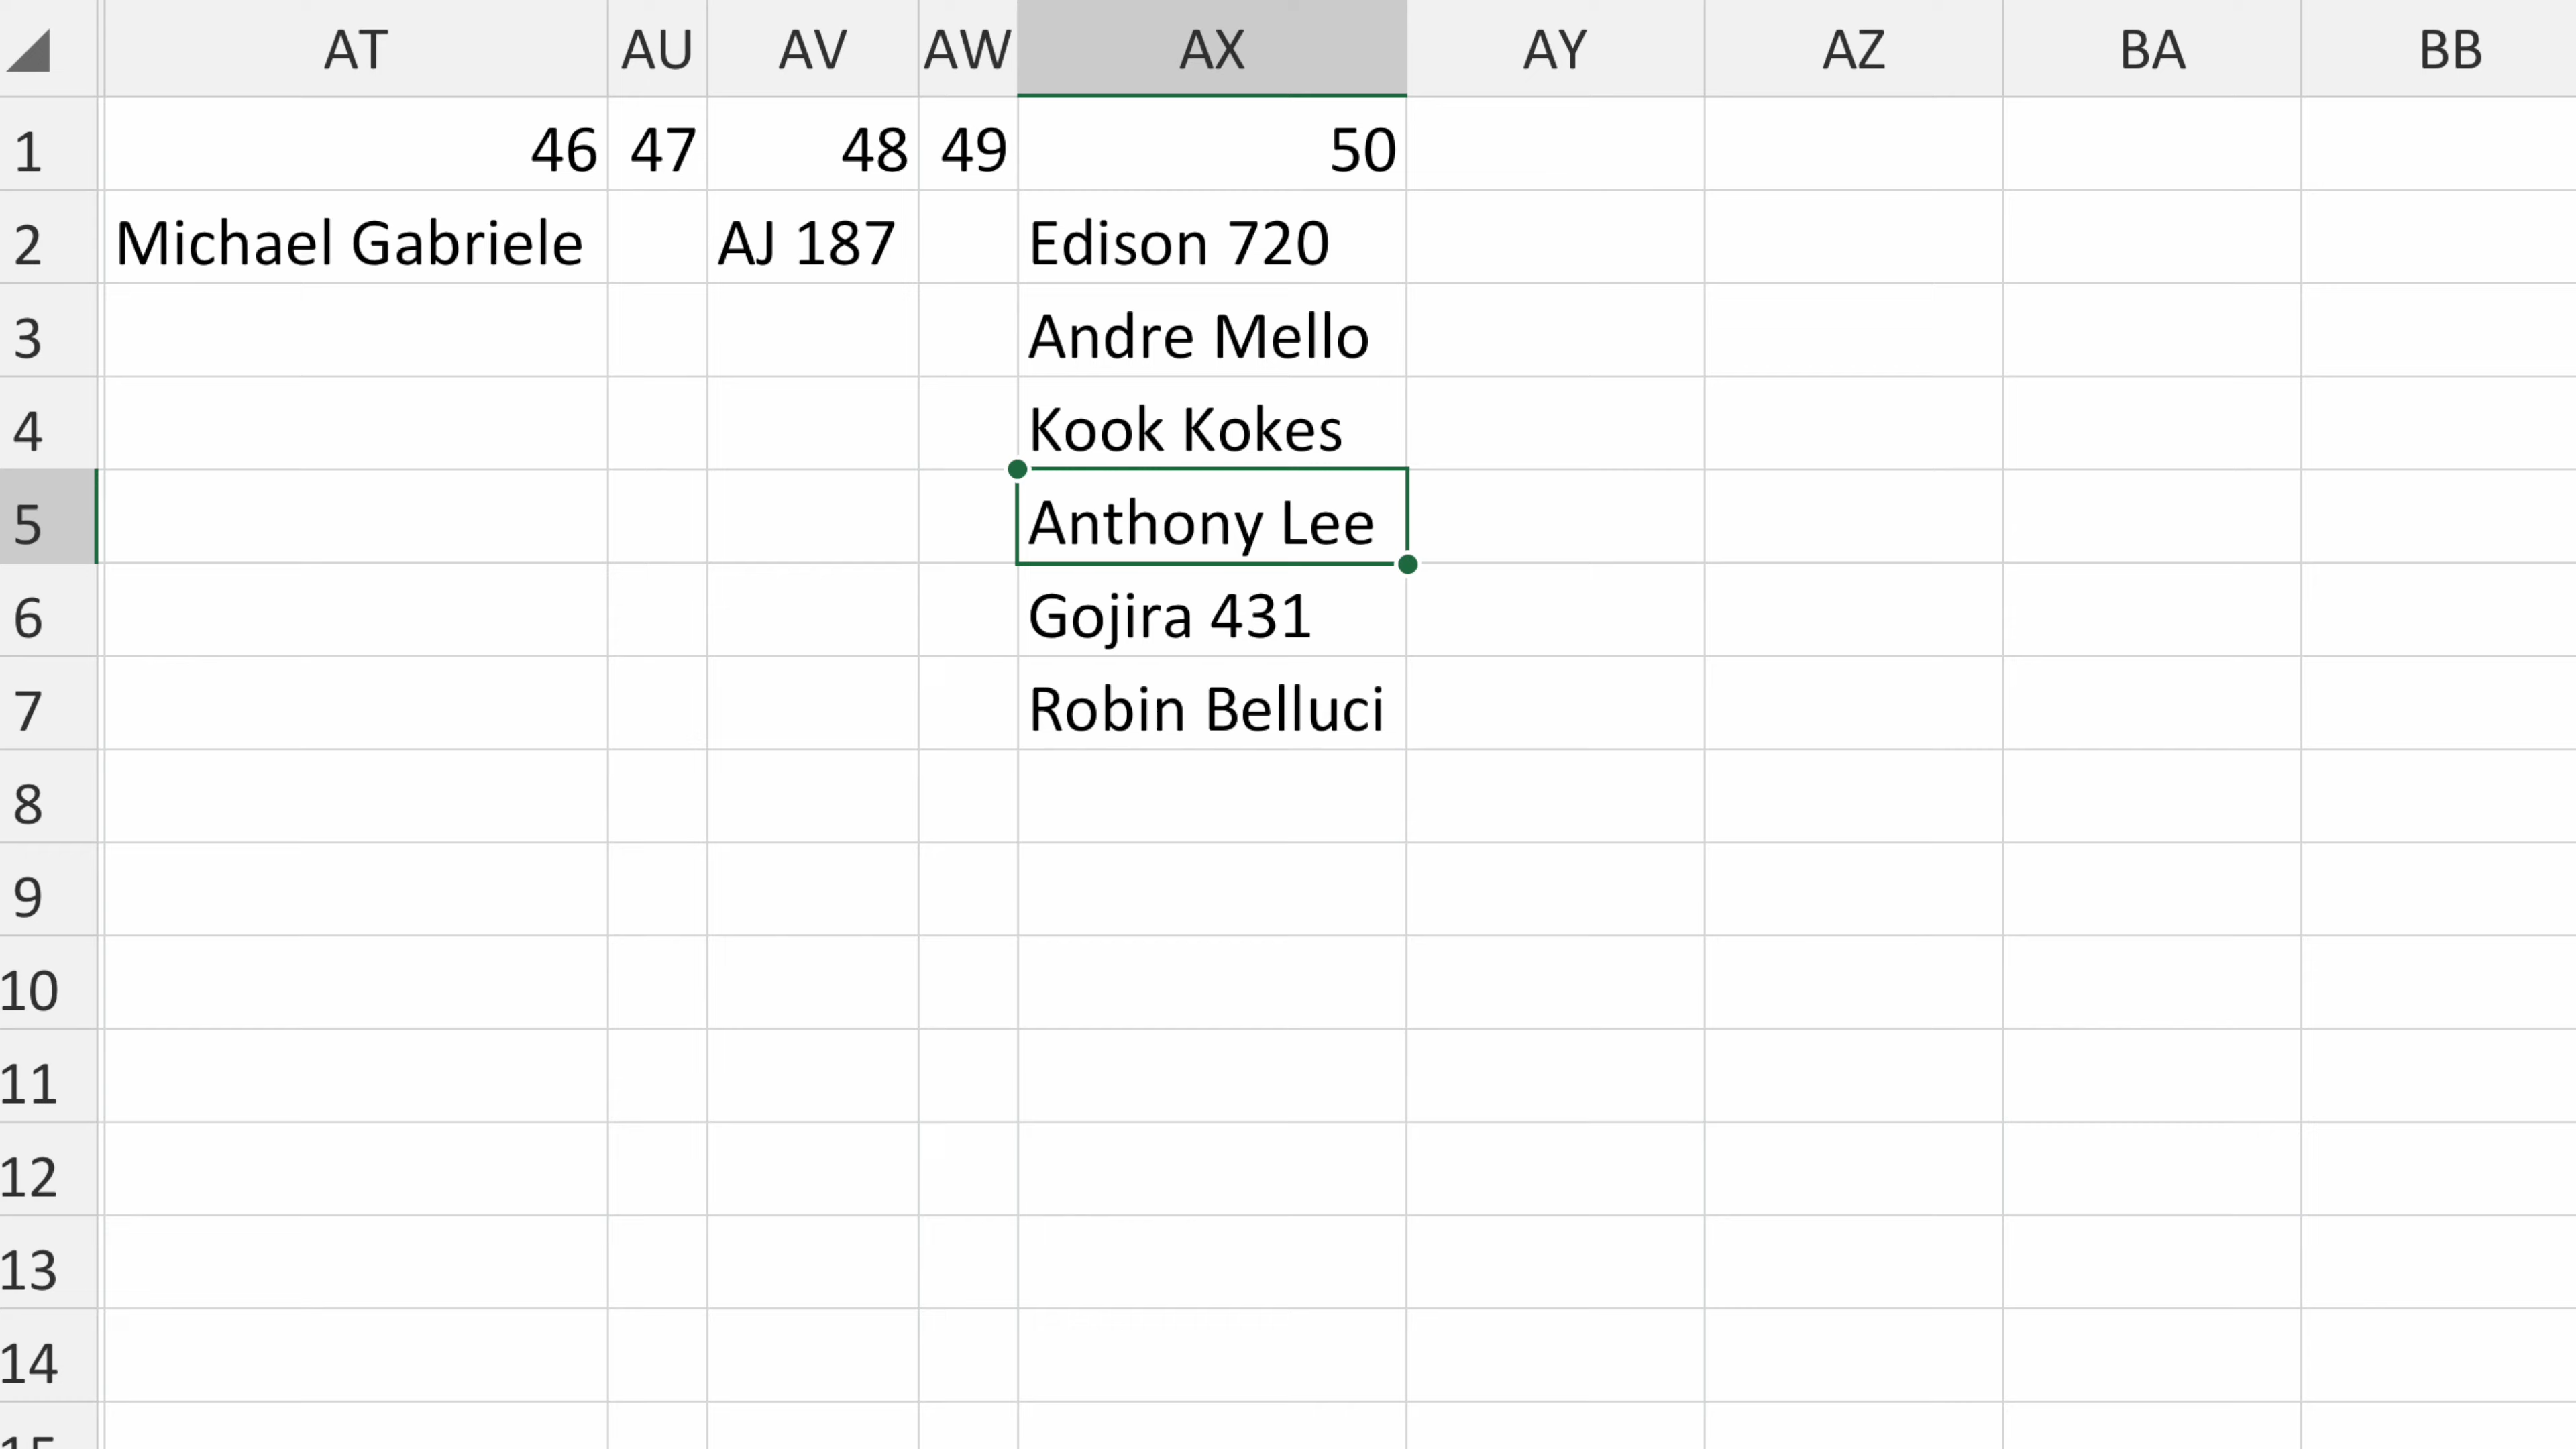 AT AU AV AW AX AY AZ BA BB
1 46 47 48 49 50
2 Michael Gabriele AJ 187 Edison 720
3 Andre Mello
4 Kook Kokes
5 Anthony Lee
6 Gojira 431
7 Robin Belluci
8
9
10
11
12
13
14
15